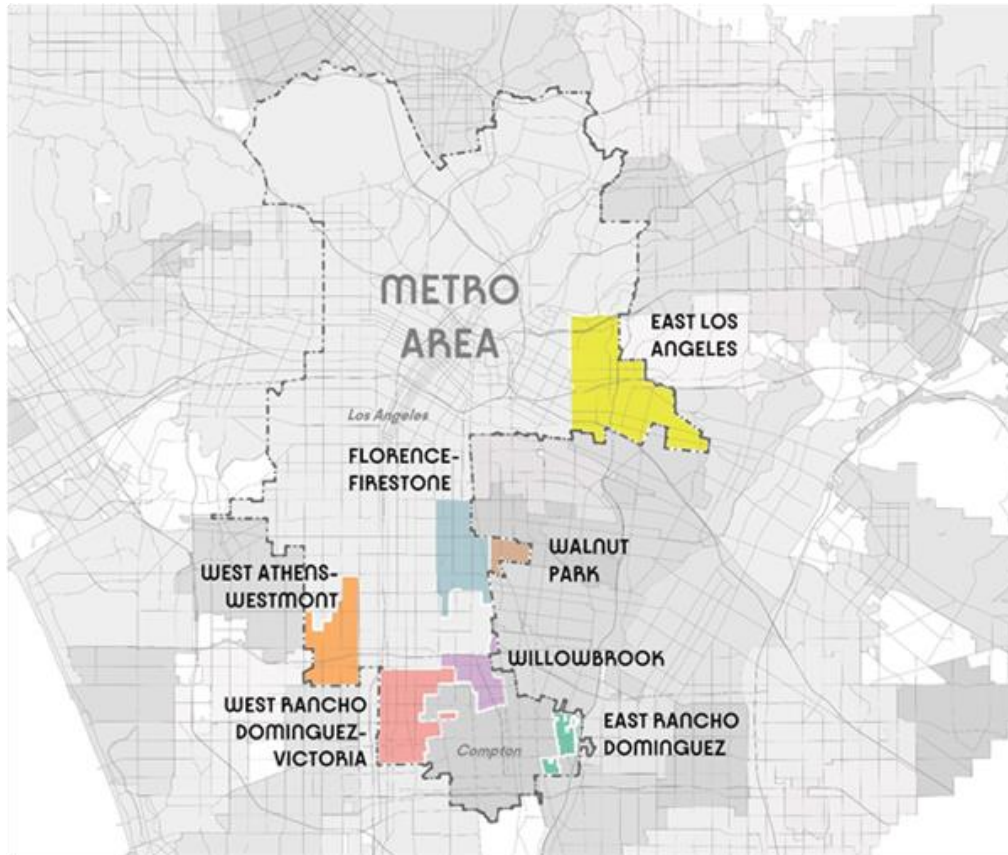 METRO
AREA
EAST LOS
ANGELES
Los Angeles
FLORENCE-
FIRESTONE
WALNUT
PARK
WEST ATHENS-
WESTMONT
WILLOWBROOK
WEST RANCHO
DOMINGUEZ-
VICTORIA
EAST RANCHO
DOMINGUEZ
Compton